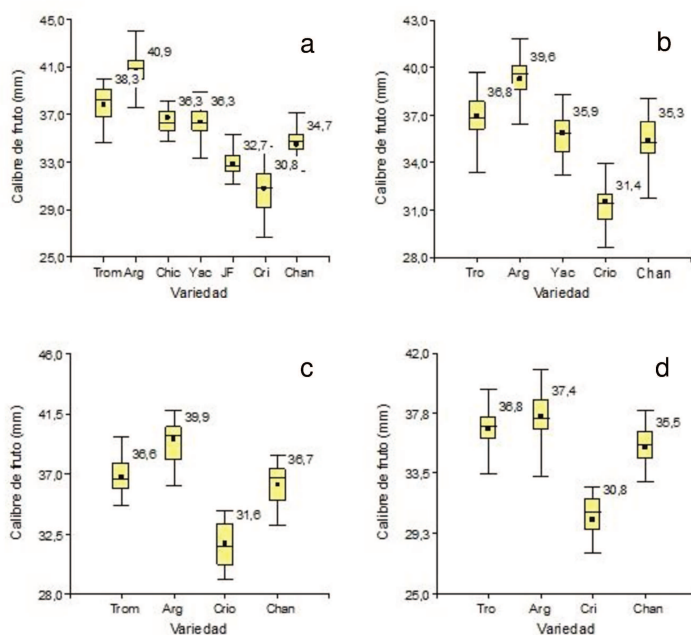 a
Calibre de fruto (mm)
45,0
41,0
37,0
33,0
29,0
25,0
38,3
40,9
36,3
36,3
32,7
30,8
34,7
Trom Arg Chic Yac JF Cri Chan
Variedad
b
Calibre de fruto (mm)
43,0
40,0
37,0
34,0
31,0
28,0
36,8
39,6
35,9
31,4
35,3
Tro Arg Yac Crio Chan
Variedad
c
Calibre de fruto (mm)
46,0
41,5
37,0
32,5
28,0
36,6
39,9
31,6
36,7
Trom Arg Crio Chan
Variedad
d
Calibre de fruto (mm)
42,0
37,8
33,5
29,3
25,0
36,8
37,4
30,8
35,5
Tro Arg Cri Chan
Variedad